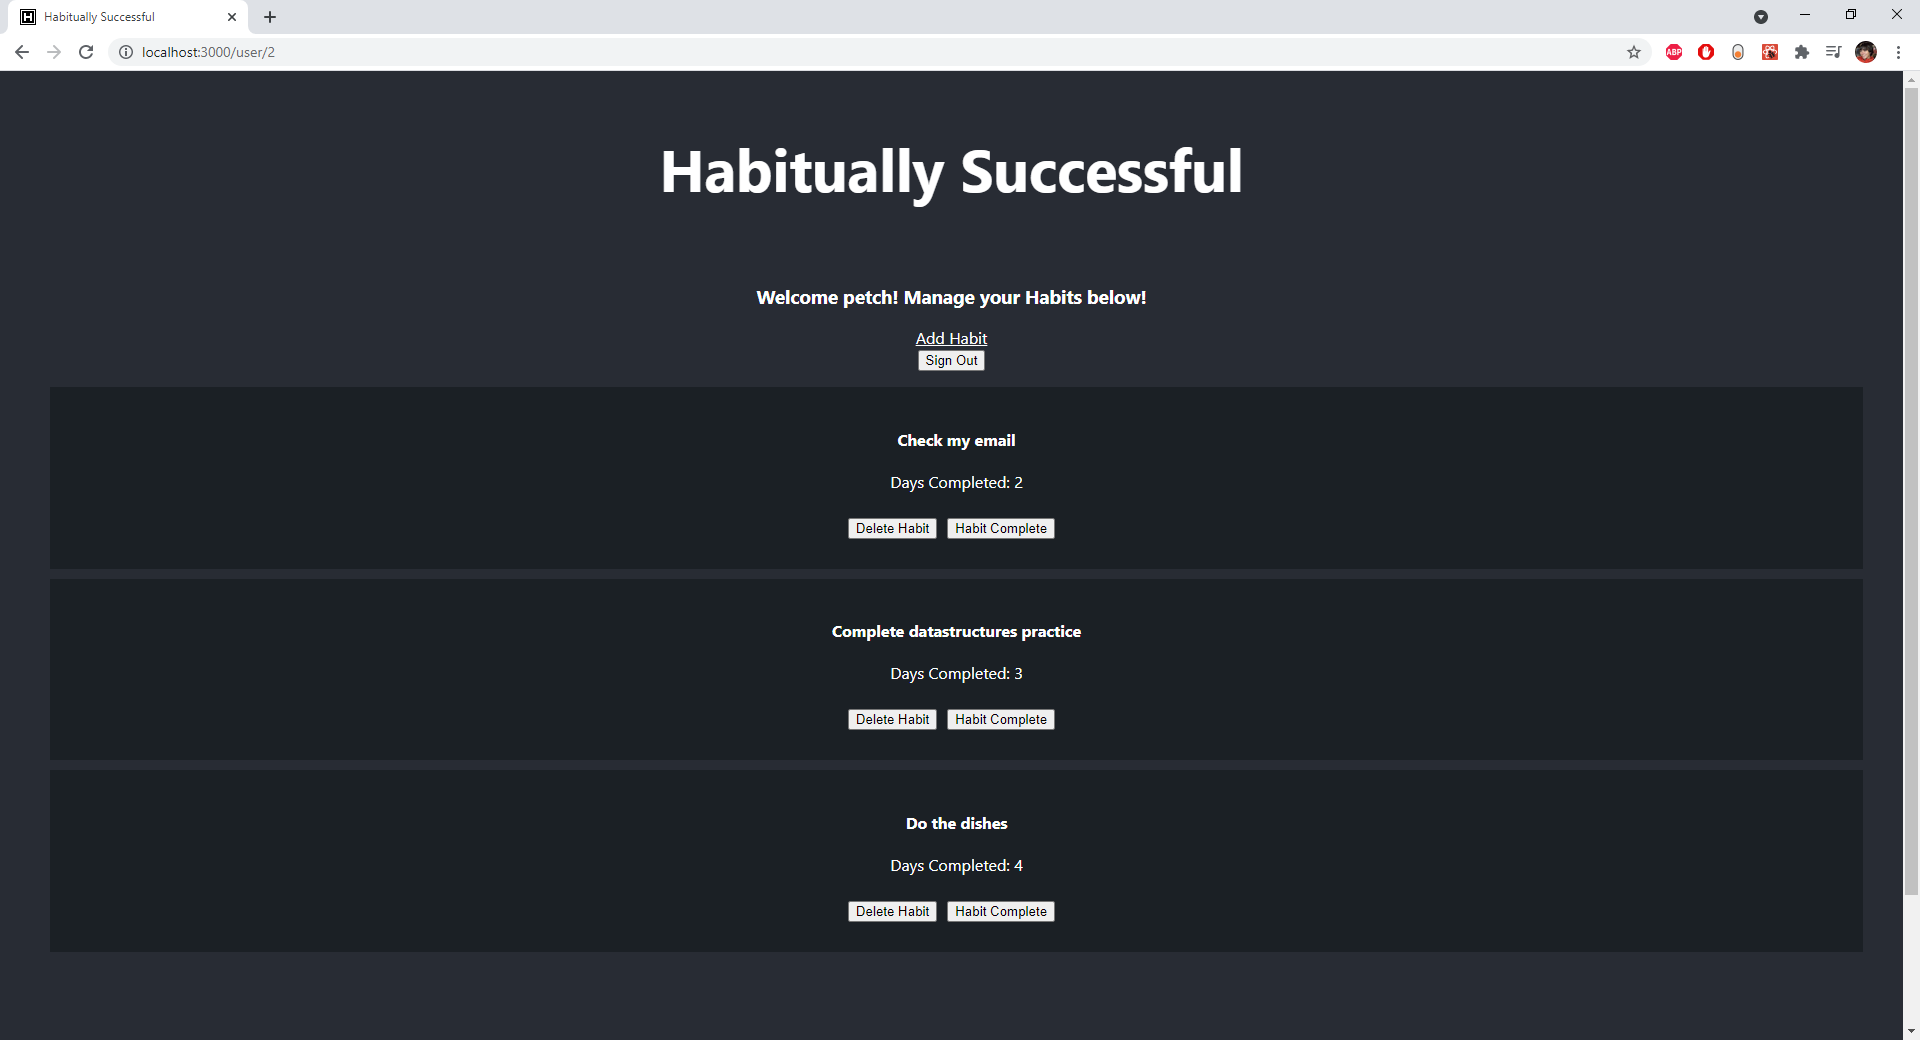 Habitually Successful
localhost:3000/user/2
ABP
Habitually Successful
Welcome petch! Manage your Habits below!
Add Habit
Sign Out
Check my email
Days Completed: 2
Delete Habit Habit Complete
Complete datastructures practice
Days Completed: 3
Delete Habit Habit Complete
Do the dishes
Days Completed: 4
Delete Habit Habit Complete